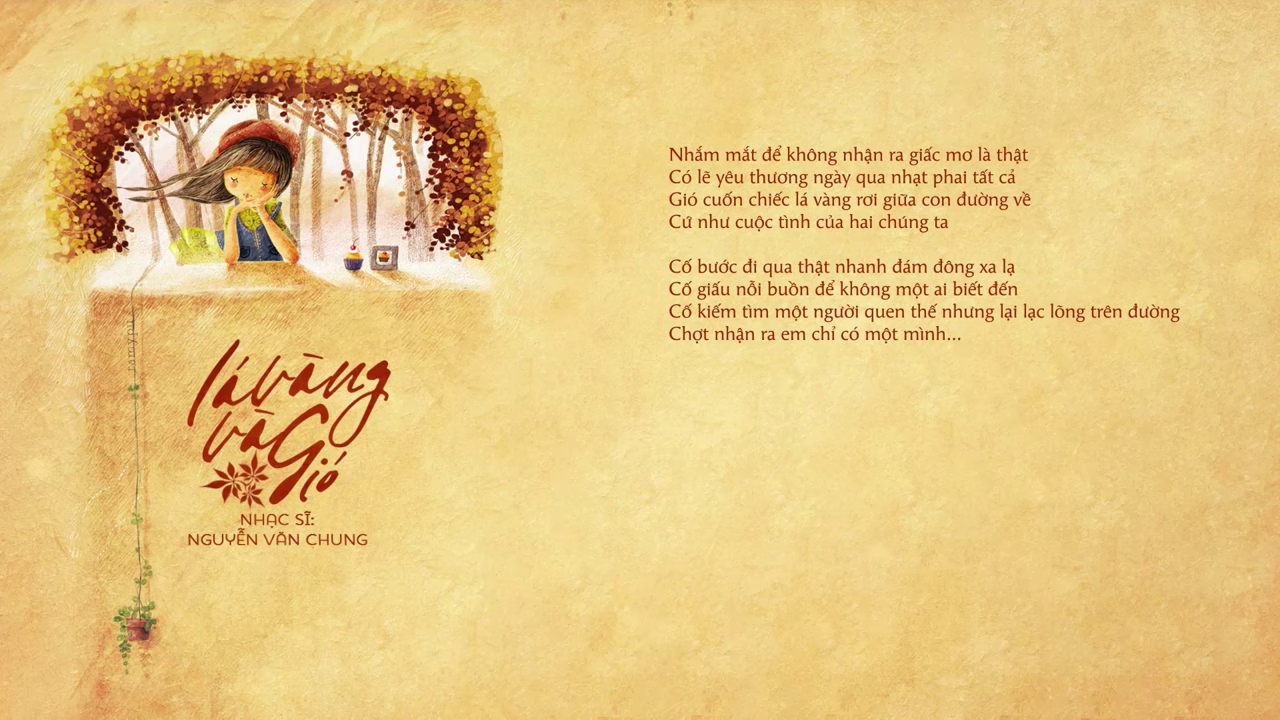 lá vàng
và Gió
NHẠC SĨ:
NGUYỄN VĂN CHUNG
Nhắm mắt để không nhận ra giấc mơ là thật
Có lẽ yêu thương ngày qua nhạt phai tất cả
Gió cuốn chiếc lá vàng rơi giữa con đường về
Cứ như cuộc tình của hai chúng ta
Cố bước đi qua thật nhanh đám đông xa lạ
Cố giấu nỗi buồn để không một ai biết đến
Cố kiếm tìm một người quen thế nhưng lại lạc lõng trên đường
Chợt nhận ra em chỉ có một mình...